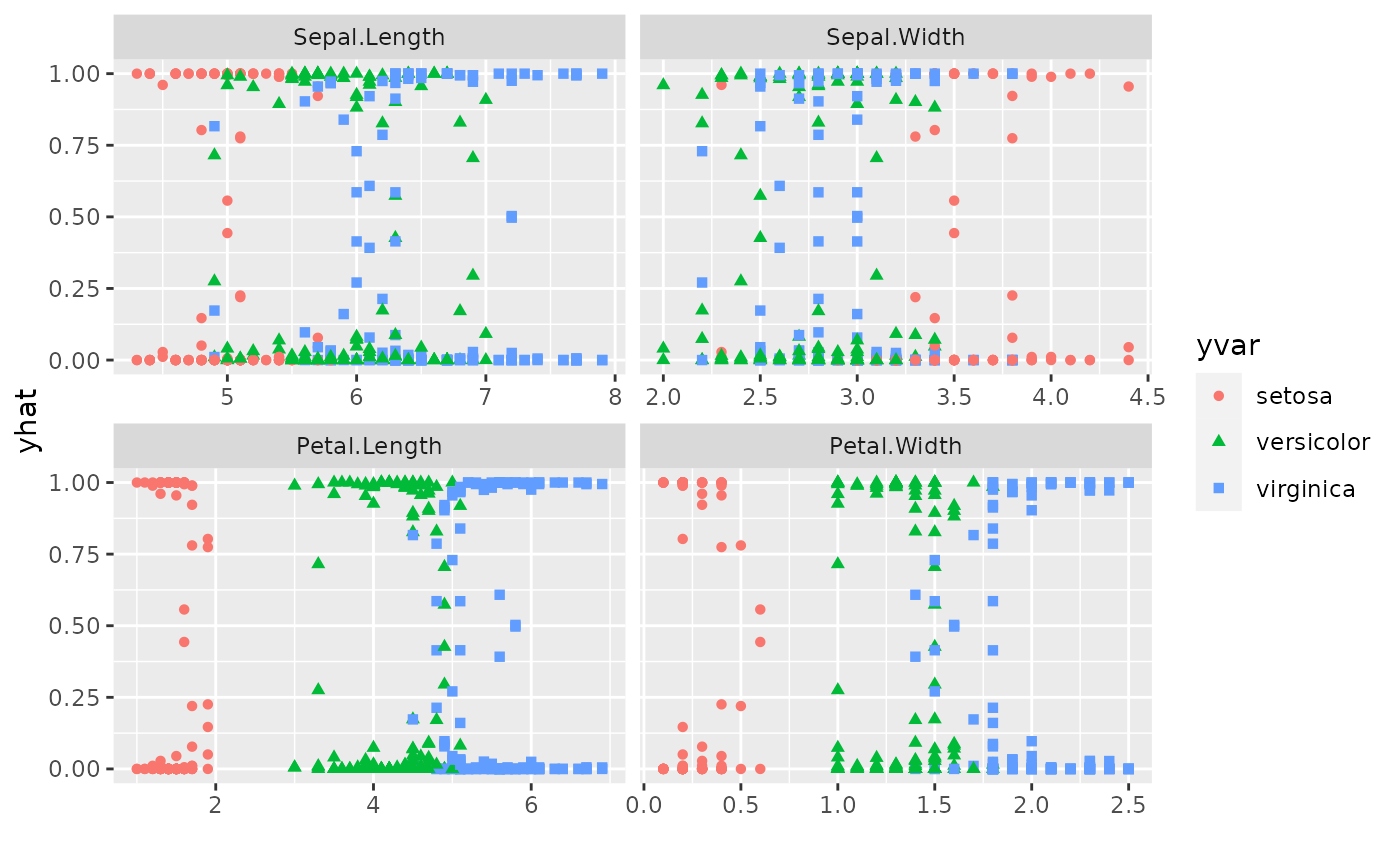 Sepal.Length Sepal.Width
1.00
0.75
0.50
0.25
0.00
5 6 7 8 2.0 2.5 3.0 3.5 4.0 4.5
yhat
Petal.Length Petal.Width
1.00
0.75
0.50
0.25
0.00
2 4 6 0.0 0.5 1.0 1.5 2.0 2.5
yvar
setosa
versicolor
virginica